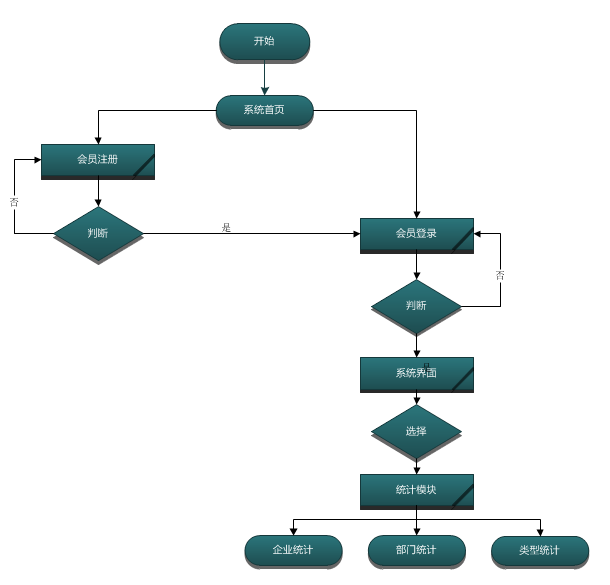 开始
系统首页
会员注册
否
判断
是
会员登录
否
判断
系统界面
是
选择
统计模块
企业统计
部门统计
类型统计